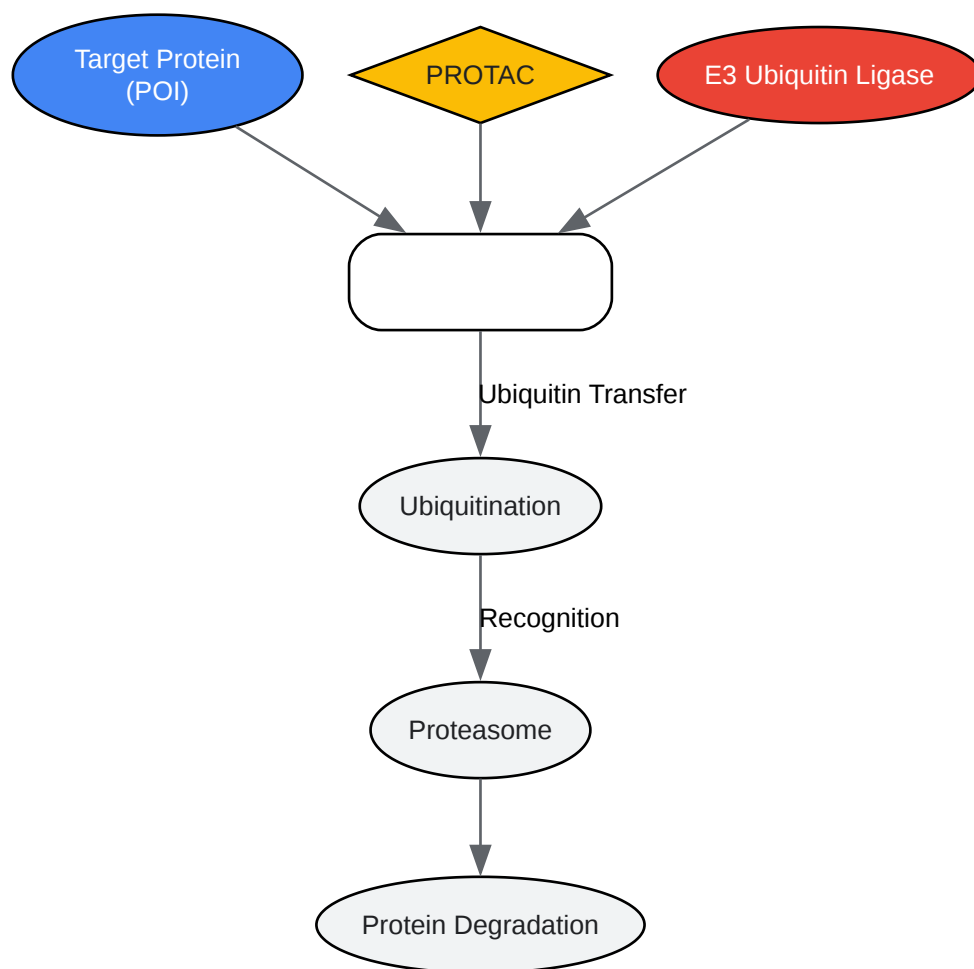 Target Protein
(POI)
PROTAC
E3 Ubiquitin Ligase
Ubiquitin Transfer
Ubiquitination
Recognition
Proteasome
Protein Degradation